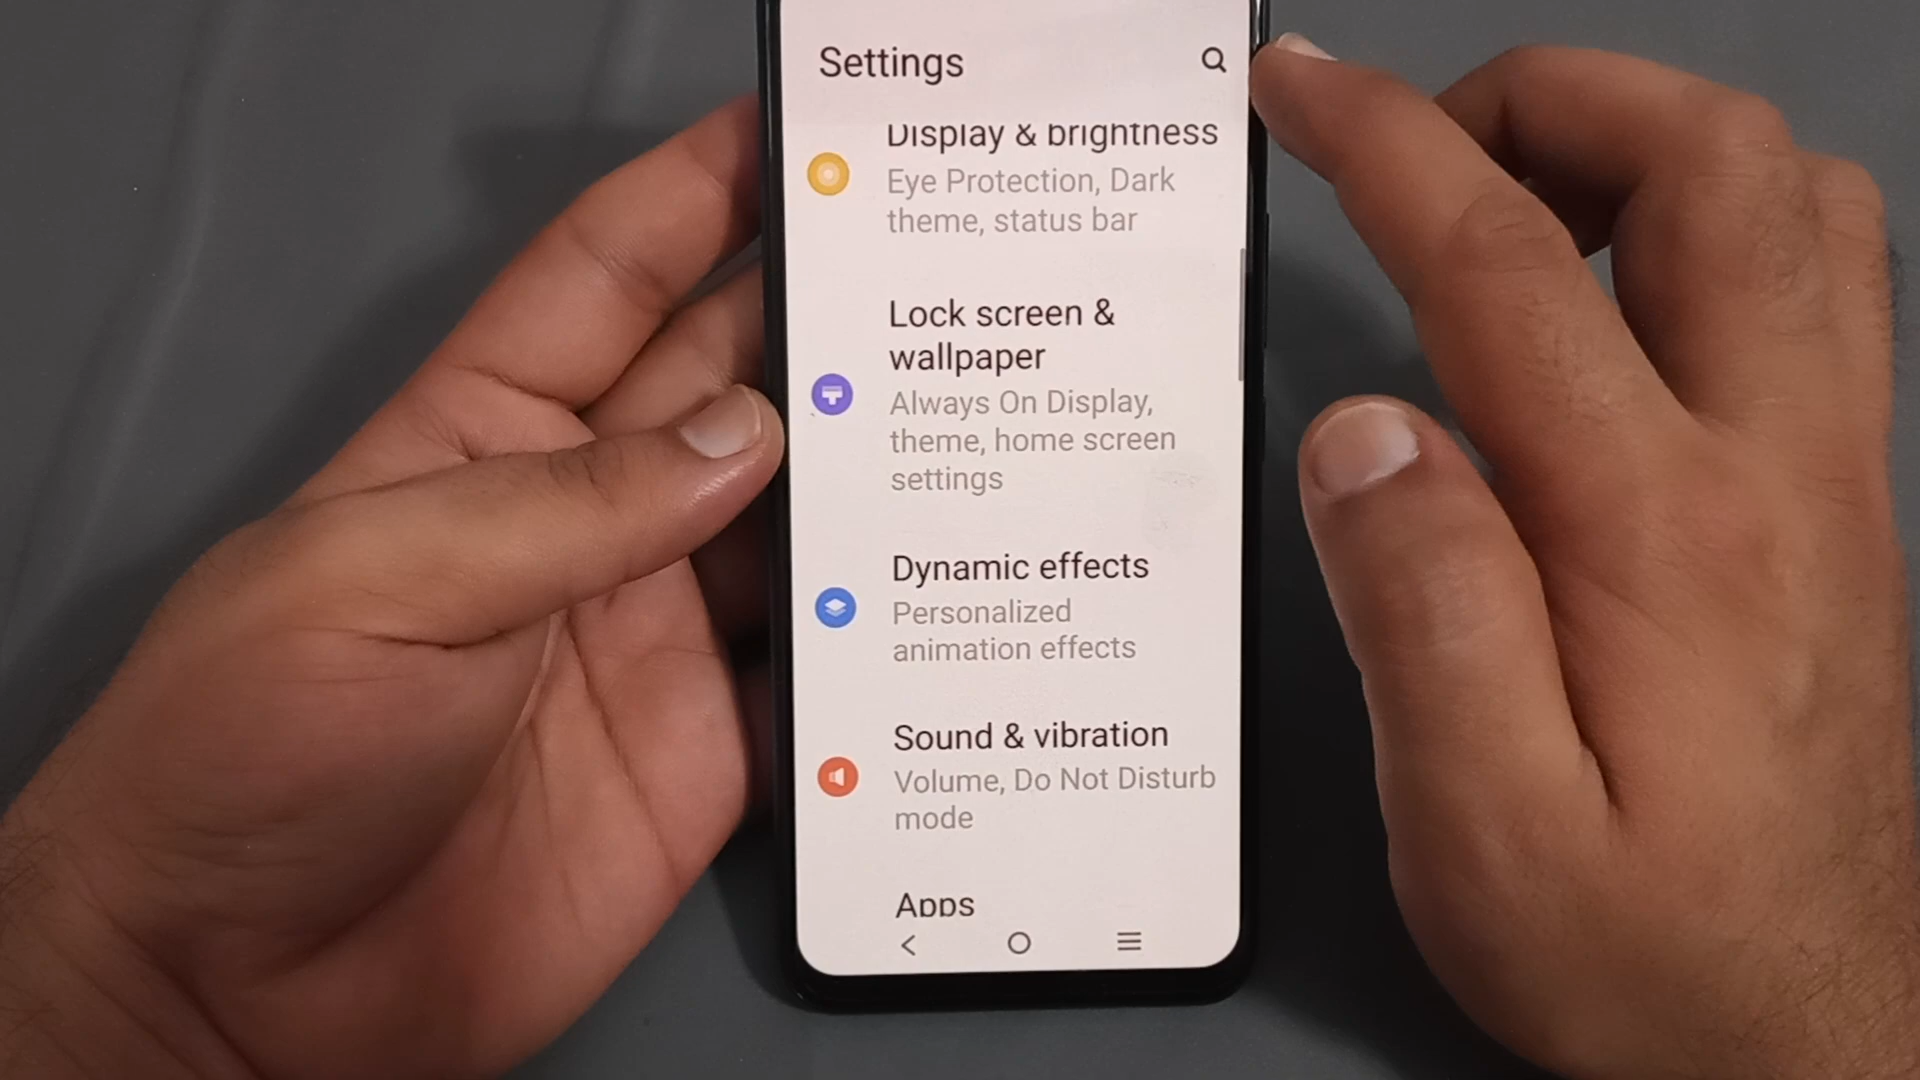 Settings
Display & brightness
Eye Protection, Dark
theme, status bar
Lock screen &
wallpaper
Always On Display,
theme, home screen
settings
Dynamic effects
Personalized
animation effects
Sound & vibration
Volume, Do Not Disturb
mode
Apps